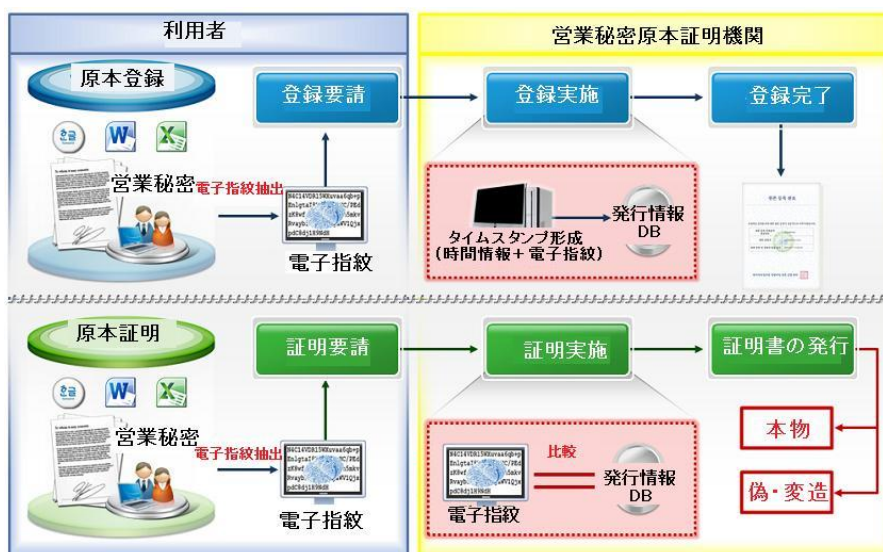 利用者
営業秘密原本証明機関
原本登録
登録要請
登録実施
登録完了
한글
W
X
営業秘密
電子指紋抽出
電子指紋
タイムスタンプ形成
(時間情報+電子指紋)
発行情報
DB
原本証明
証明要請
証明実施
証明書の発行
한글
W
X
営業秘密
電子指紋抽出
電子指紋
電子指紋
比較
発行情報
DB
本物
偽・変造